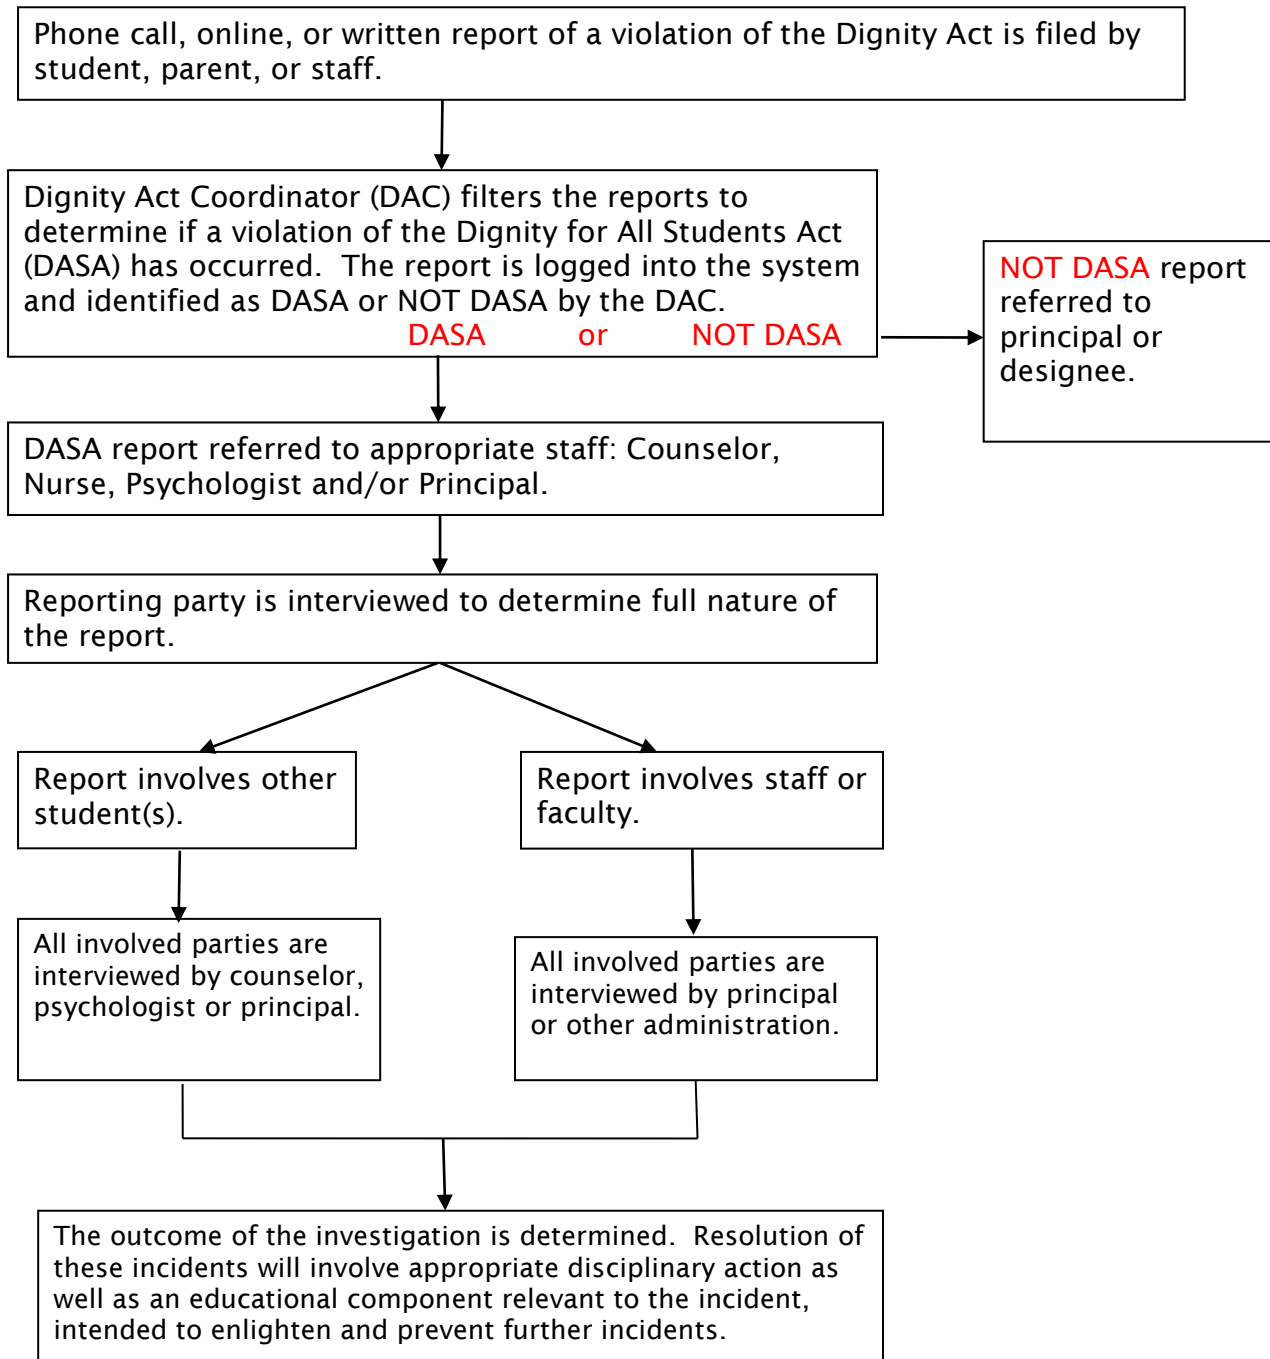 Phone call, online, or written report of a violation of the Dignity Act is filed by
student, parent, or staff.
Dignity Act Coordinator (DAC) filters the reports to
determine if a violation of the Dignity for All Students Act
(DASA) has occurred.  The report is logged into the system
and identified as DASA or NOT DASA by the DAC.
DASA or NOT DASA
NOT DASA report
referred to
principal or
designee.
DASA report referred to appropriate staff: Counselor,
Nurse, Psychologist and/or Principal.
Reporting party is interviewed to determine full nature of
the report.
Report involves other
student(s).
Report involves staff or
faculty.
All involved parties are
interviewed by counselor,
psychologist or principal.
All involved parties are
interviewed by principal
or other administration.
The outcome of the investigation is determined.  Resolution of
these incidents will involve appropriate disciplinary action as
well as an educational component relevant to the incident,
intended to enlighten and prevent further incidents.